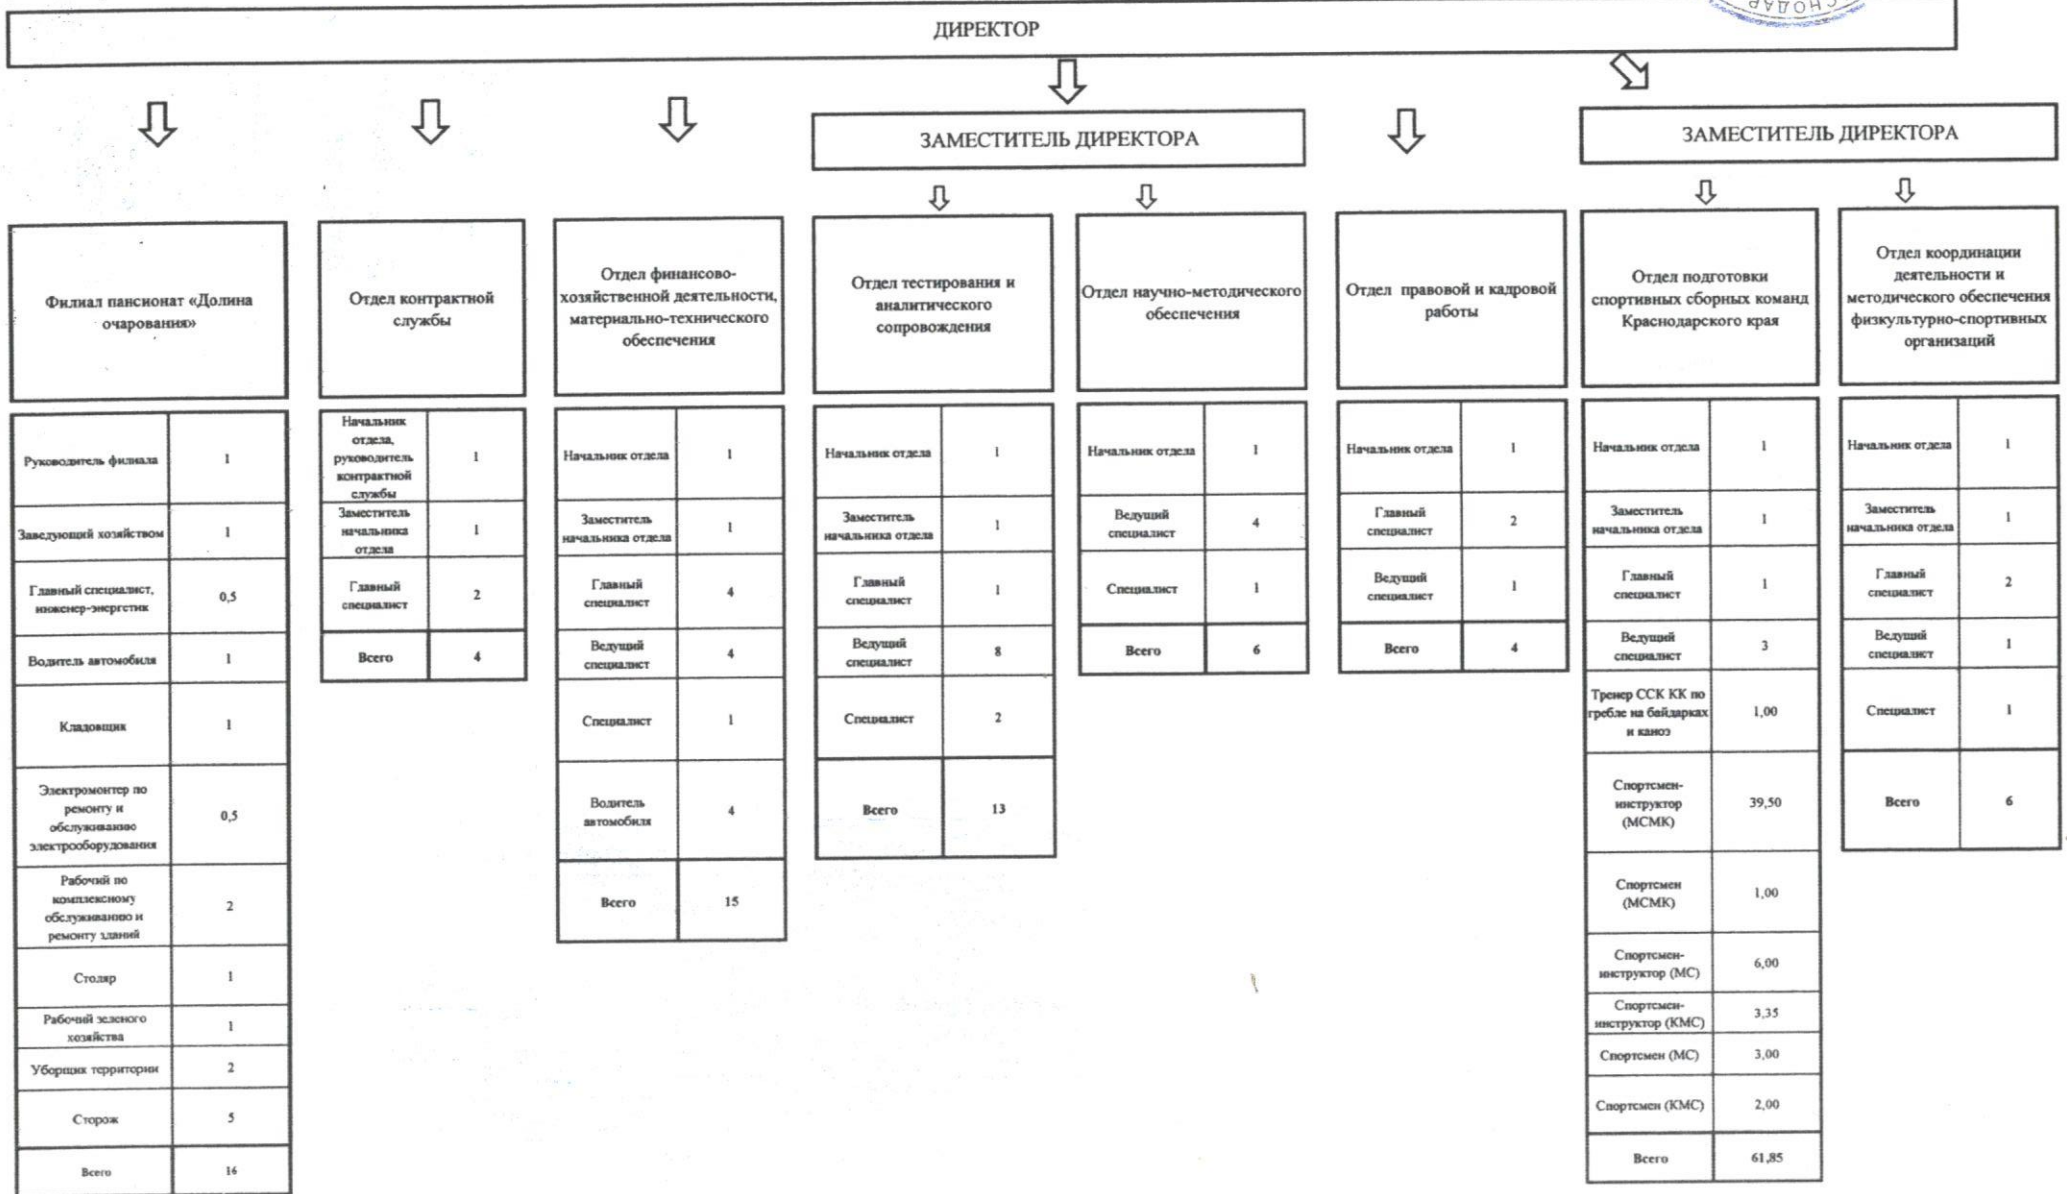 СНОДАР
ДИРЕКТОР
ЗАМЕСТИТЕЛЬ ДИРЕКТОРА
ЗАМЕСТИТЕЛЬ ДИРЕКТОРА
Филиал пансионат «Долина
очарования»
Руководитель филиала 1
Заведующий хозяйством 1
Главный специалист,
инженер-энергетик 0,5
Водитель автомобиля 1
Кладовщик 1
Электромонтер по
ремонту и
обслуживанию
электрооборудования 0,5
Рабочий по
комплексному
обслуживанию и
ремонту зданий 2
Столяр 1
Рабочий зеленого
хозяйства 1
Уборщик территории 2
Сторож 5
Всего 16
Отдел контрактной
службы
Начальник
отдела,
руководитель
контрактной
службы 1
Заместитель
начальника
отдела 1
Главный
специалист 2
Всего 4
Отдел финансово-
хозяйственной деятельности,
материально-технического
обеспечения
Начальник отдела 1
Заместитель
начальника отдела 1
Главный
специалист 4
Ведущий
специалист 4
Специалист 1
Водитель
автомобиля 4
Всего 15
Отдел тестирования и
аналитического
сопровождения
Начальник отдела 1
Заместитель
начальника отдела 1
Главный
специалист 1
Ведущий
специалист 8
Специалист 2
Всего 13
Отдел научно-методического
обеспечения
Начальник отдела 1
Ведущий
специалист 4
Специалист 1
Всего 6
Отдел правовой и кадровой
работы
Начальник отдела 1
Главный
специалист 2
Ведущий
специалист 1
Всего 4
Отдел подготовки
спортивных сборных команд
Краснодарского края
Начальник отдела 1
Заместитель
начальника отдела 1
Главный
специалист 1
Ведущий
специалист 3
Тренер ССК КК по
гребле на байдарках
и каноэ 1,00
Спортсмен-
инструктор
(МСМК) 39,50
Спортсмен
(МСМК) 1,00
Спортсмен-
инструктор (МС) 6,00
Спортсмен-
инструктор (КМС) 3,35
Спортсмен (МС) 3,00
Спортсмен (КМС) 2,00
Всего 61,85
Отдел координации
деятельности и
методического обеспечения
физкультурно-спортивных
организаций
Начальник отдела 1
Заместитель
начальника отдела 1
Главный
специалист 2
Ведущий
специалист 1
Специалист 1
Всего 6